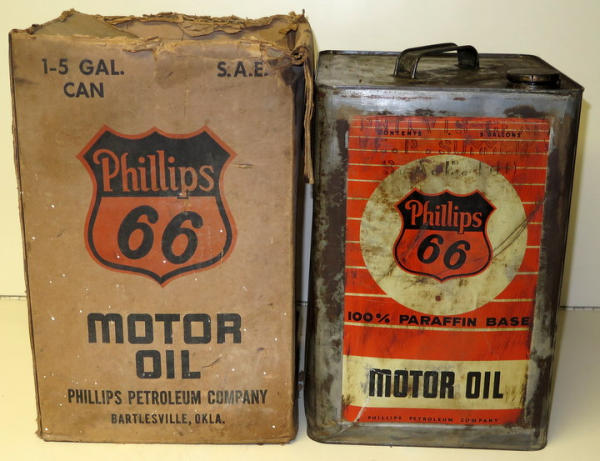 1-5 GAL.
CAN
S.A.E.
Phillips
66
MOTOR
OIL
PHILLIPS PETROLEUM COMPANY
BARTLESVILLE, OKLA.
CONTENTS 5 GALLONS
Phillips
66
100% PARAFFIN BASE
MOTOR OIL
PHILLIPS PETROLEUM COMPANY